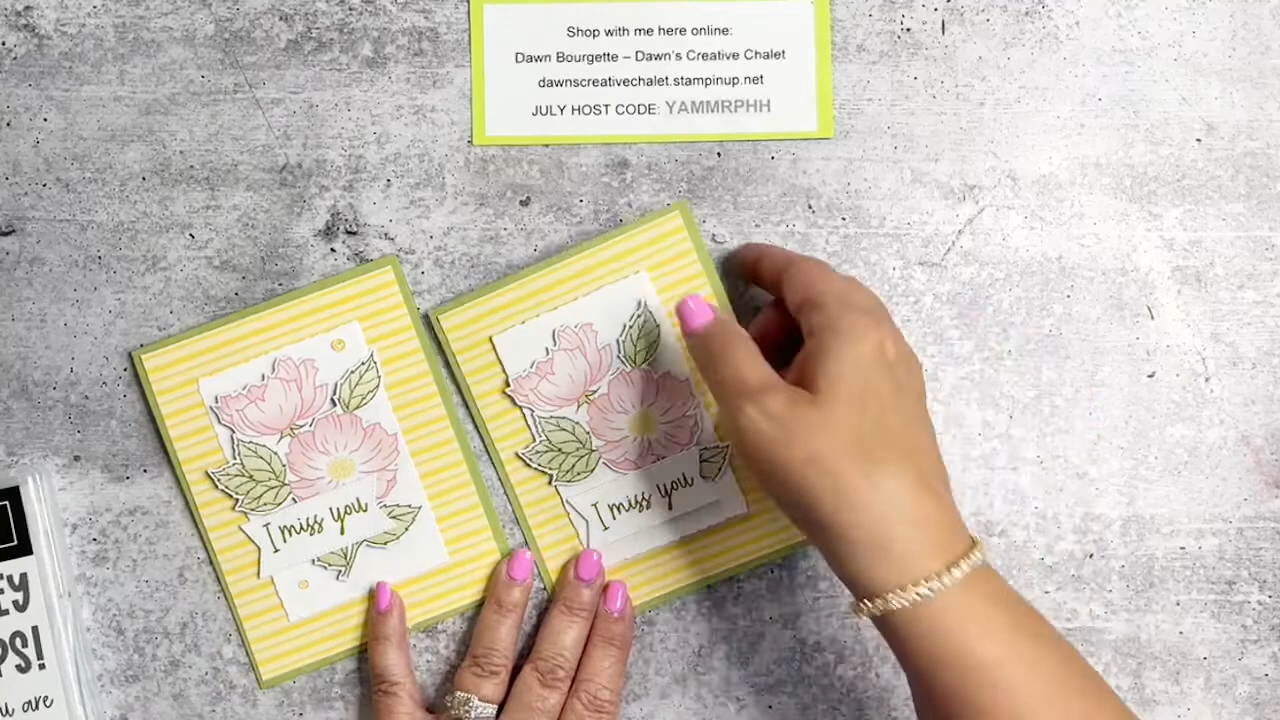 Shop with me here online:
Dawn Bourgette – Dawn's Creative Chalet
dawnscreativechalet.stampinup.net
JULY HOST CODE: YAMMRPHH
I miss you
I miss you
EY
PS!
u are